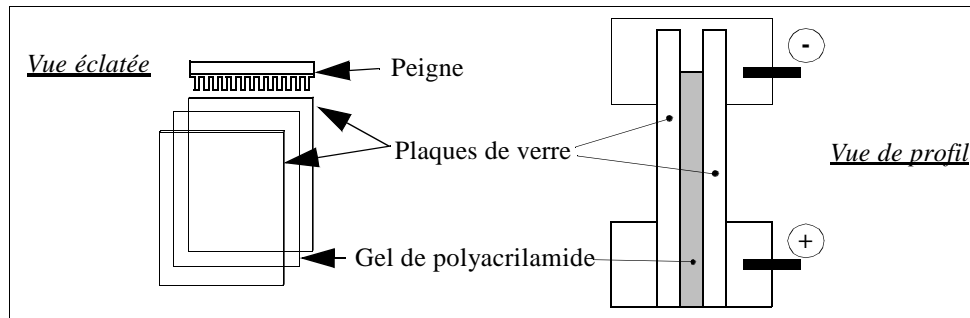 Vue éclatée
Peigne
Plaques de verre
Gel de polyacrilamide
-
Vue de profil
+